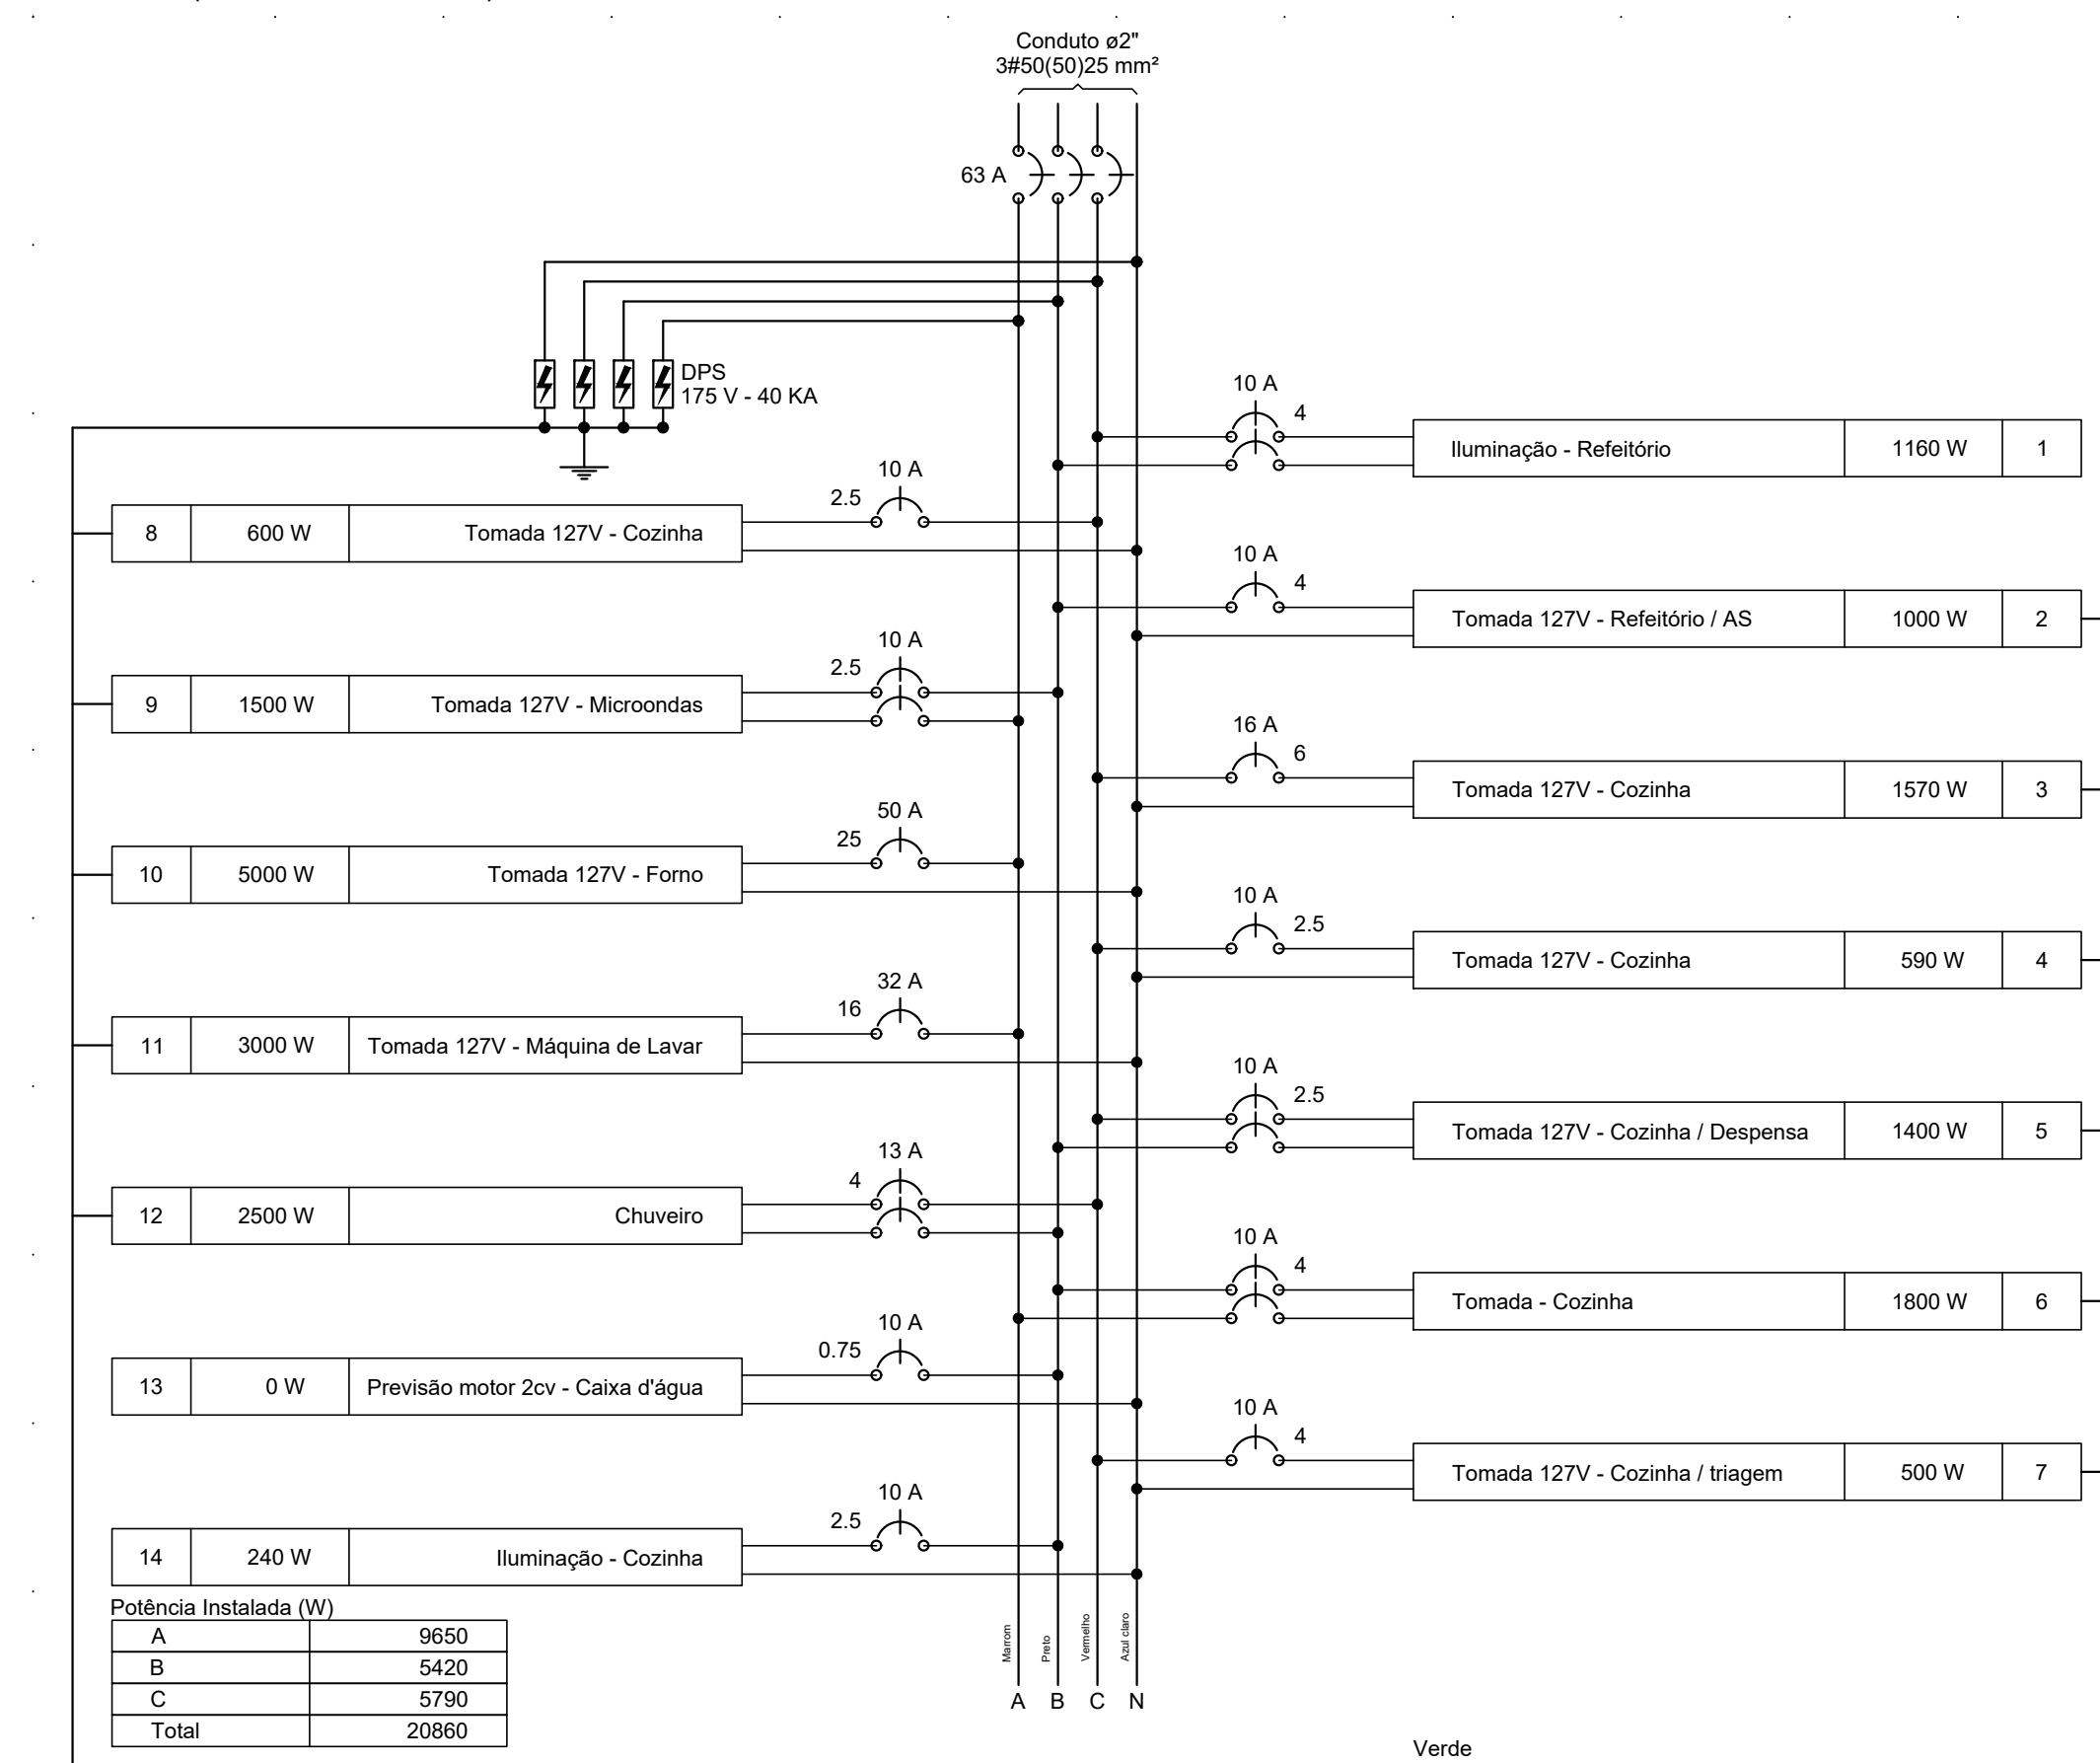 Conduto ø2"
3#50(50)25 mm²
63 A
DPS
175 V - 40 KA
10 A
4
Iluminação - Refeitório 1160 W 1
10 A
2.5
8 600 W Tomada 127V - Cozinha
10 A
4
Tomada 127V - Refeitório / AS 1000 W 2
10 A
2.5
9 1500 W Tomada 127V - Microondas
16 A
6
Tomada 127V - Cozinha 1570 W 3
50 A
25
10 5000 W Tomada 127V - Forno
10 A
2.5
Tomada 127V - Cozinha 590 W 4
32 A
16
11 3000 W Tomada 127V - Máquina de Lavar
10 A
2.5
Tomada 127V - Cozinha / Despensa 1400 W 5
13 A
4
12 2500 W Chuveiro
10 A
4
Tomada - Cozinha 1800 W 6
10 A
0.75
13 0 W Previsão motor 2cv - Caixa d'água
10 A
4
Tomada 127V - Cozinha / triagem 500 W 7
10 A
2.5
14 240 W Iluminação - Cozinha
Potência Instalada (W)
A 9650
B 5420
C 5790
Total 20860
Marrom
Preto
Vermelho
Azul claro
A B C N
Verde